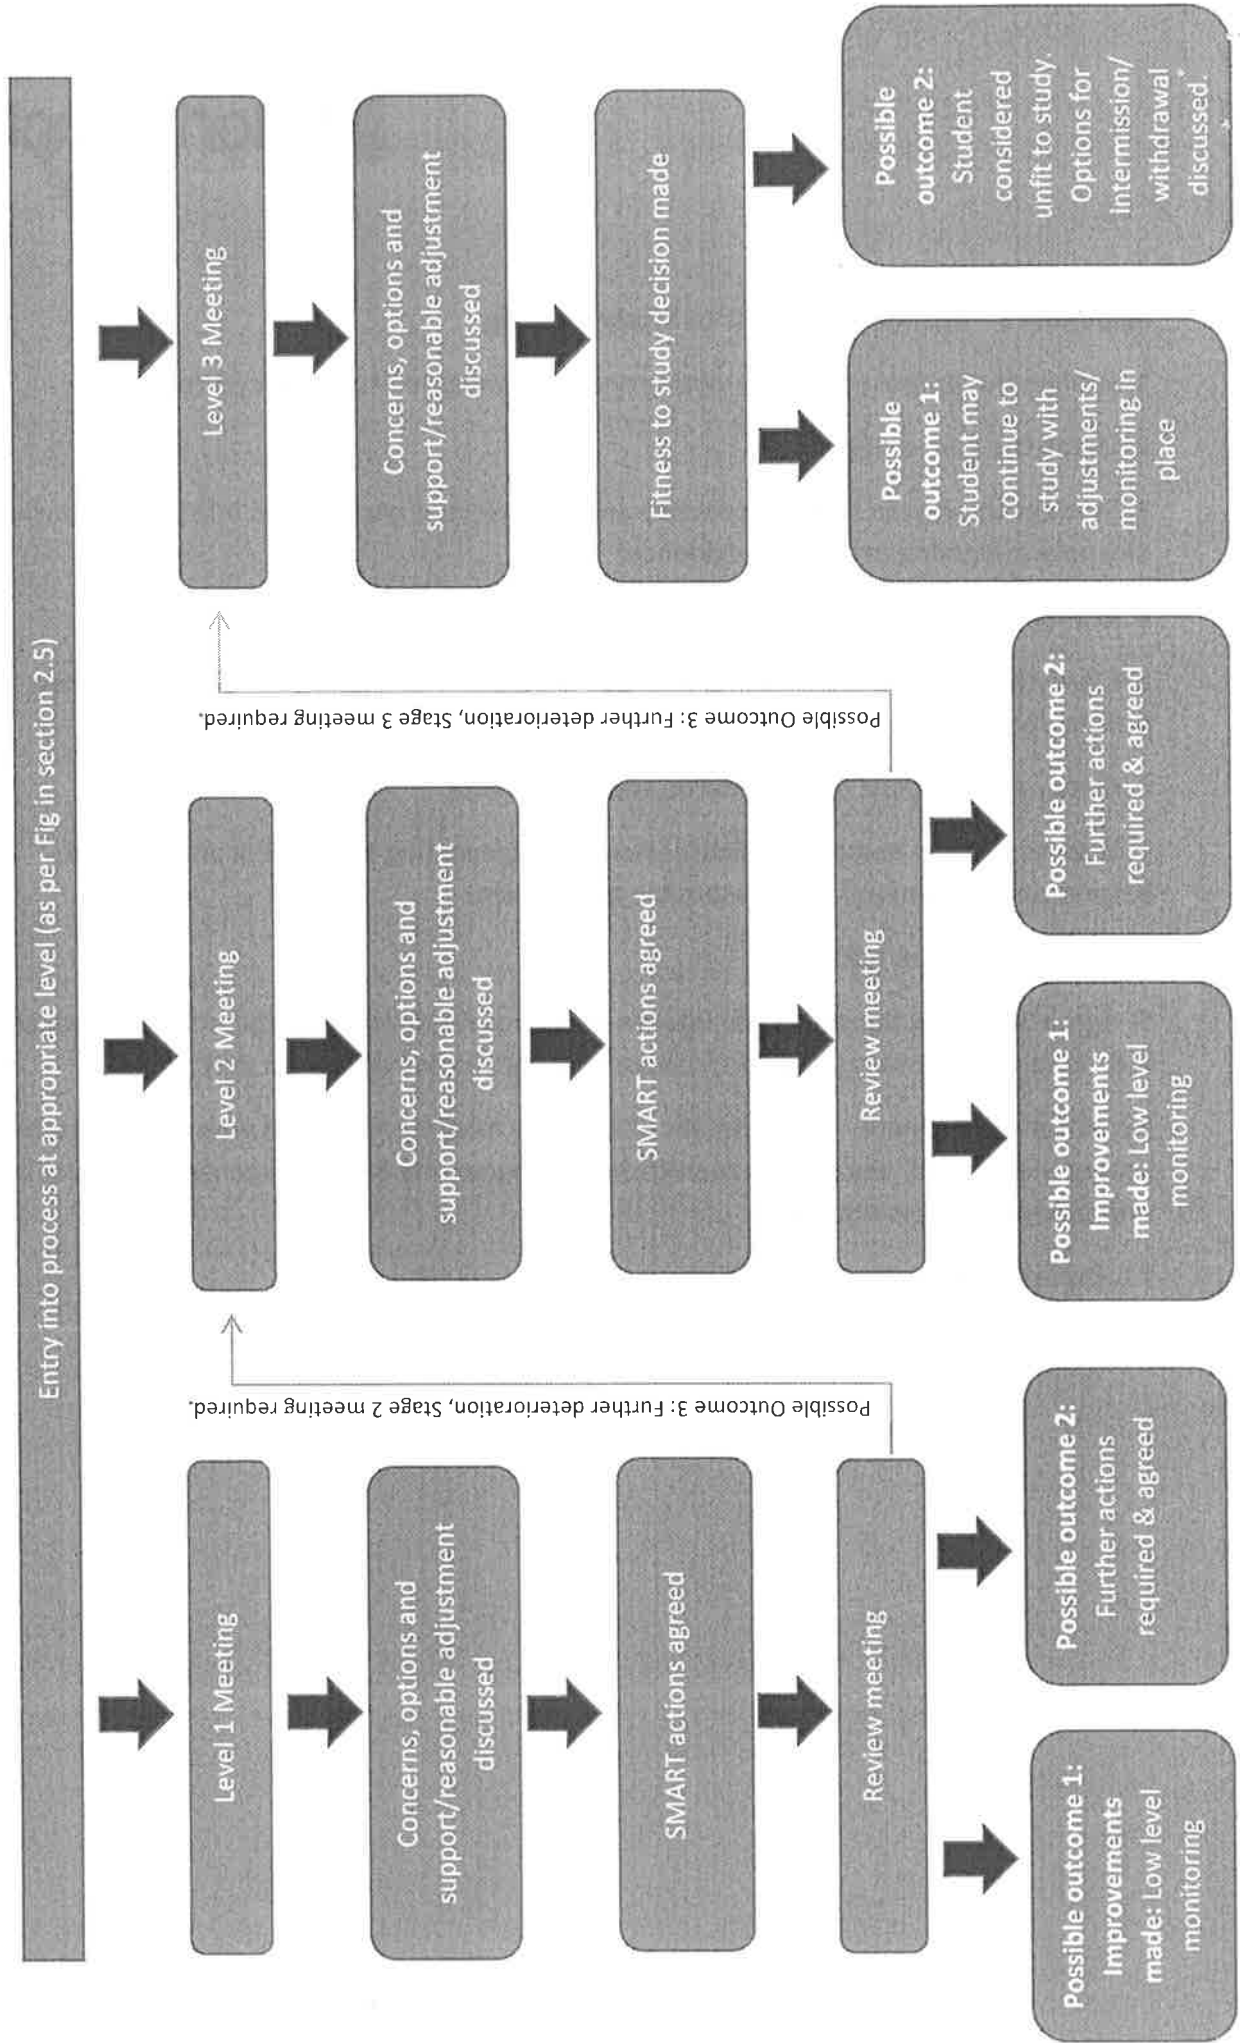 Entry into process at appropriate level (as per Fig in section 2.5)
Level 1 Meeting
Concerns, options and
support/reasonable adjustment
discussed
SMART actions agreed
Review meeting
Possible outcome 1:
Improvements
made: Low level
monitoring
Possible outcome 2:
Further actions
required & agreed
Possible Outcome 3: Further deterioration, Stage 2 meeting required.
Level 2 Meeting
Concerns, options and
support/reasonable adjustment
discussed
SMART actions agreed
Review meeting
Possible outcome 1:
Improvements
made: Low level
monitoring
Possible outcome 2:
Further actions
required & agreed
Possible Outcome 3: Further deterioration, Stage 3 meeting required.
Level 3 Meeting
Concerns, options and
support/reasonable adjustment
discussed
Fitness to study decision made
Possible
outcome 1:
Student may
continue to
study with
adjustments/
monitoring in
place
Possible
outcome 2:
Student
considered
unfit to study.
Options for
intermission/
withdrawal
discussed.*